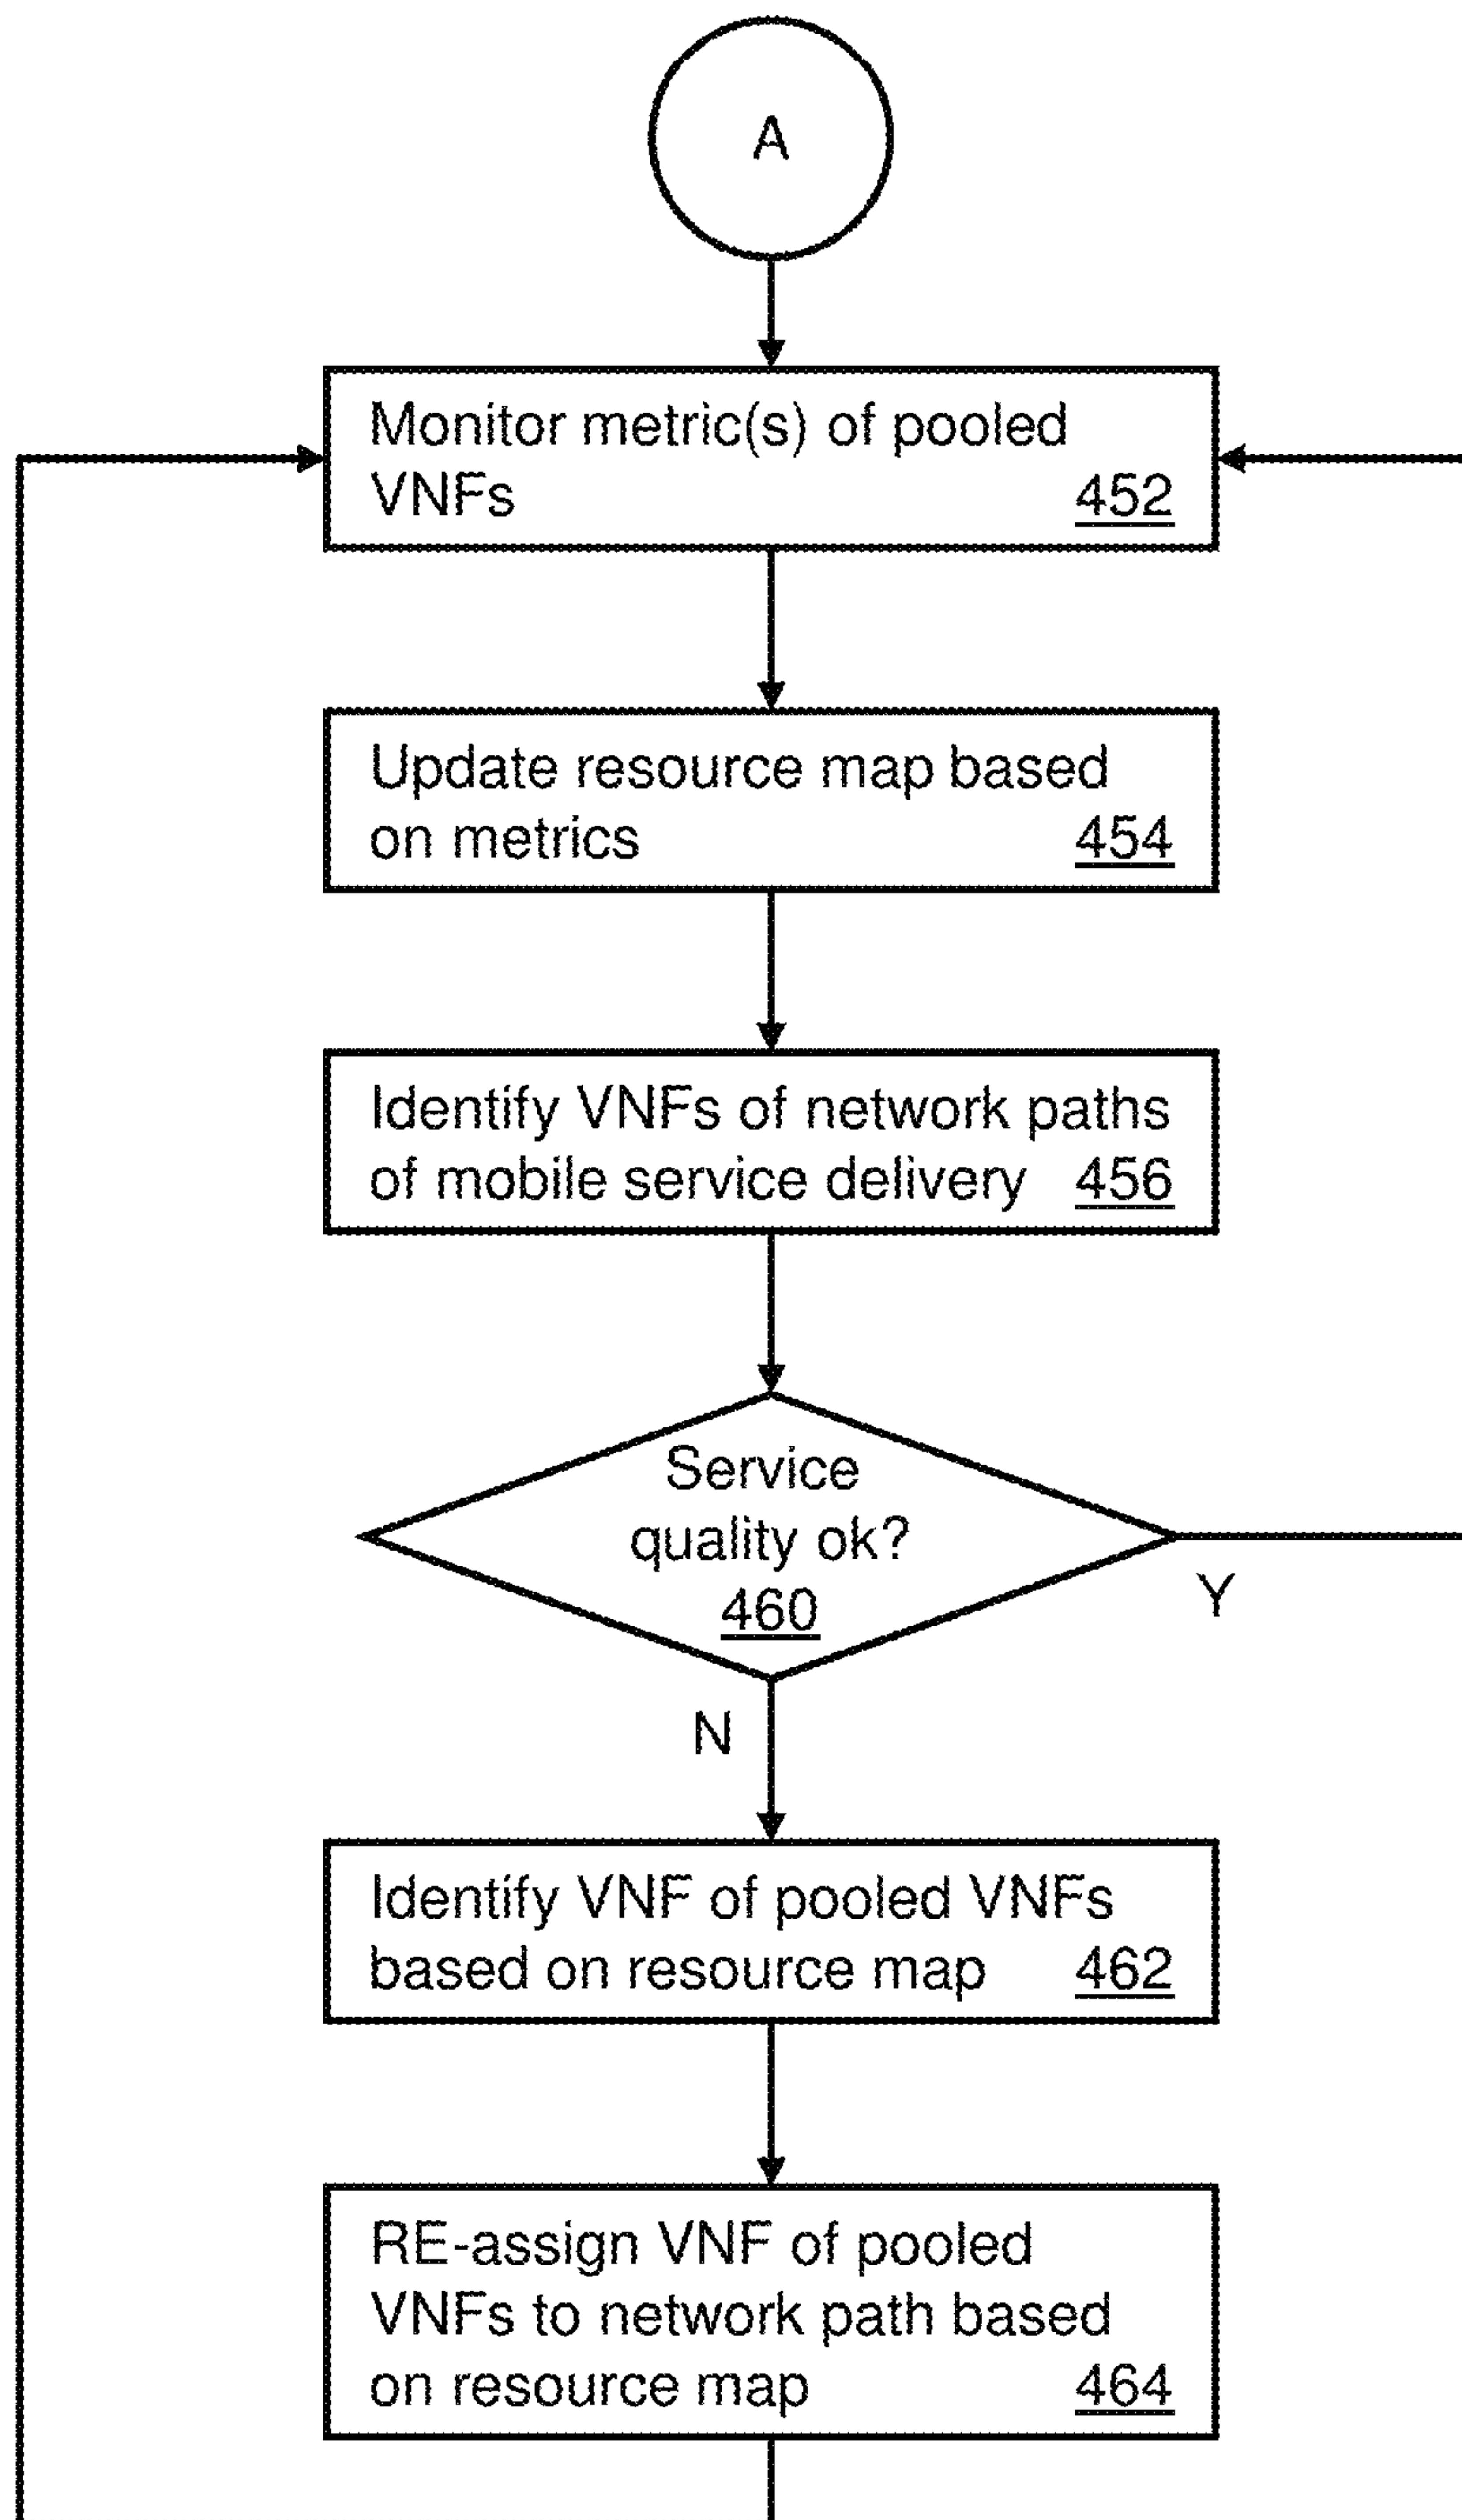 A
Monitor metric(s) of pooled
VNFs 452
Update resource map based
on metrics 454
Identify VNFs of network paths
of mobile service delivery 456
Service
quality ok?
460
Y
N
Identify VNF of pooled VNFs
based on resource map 462
RE-assign VNF of pooled
VNFs to network path based
on resource map 464